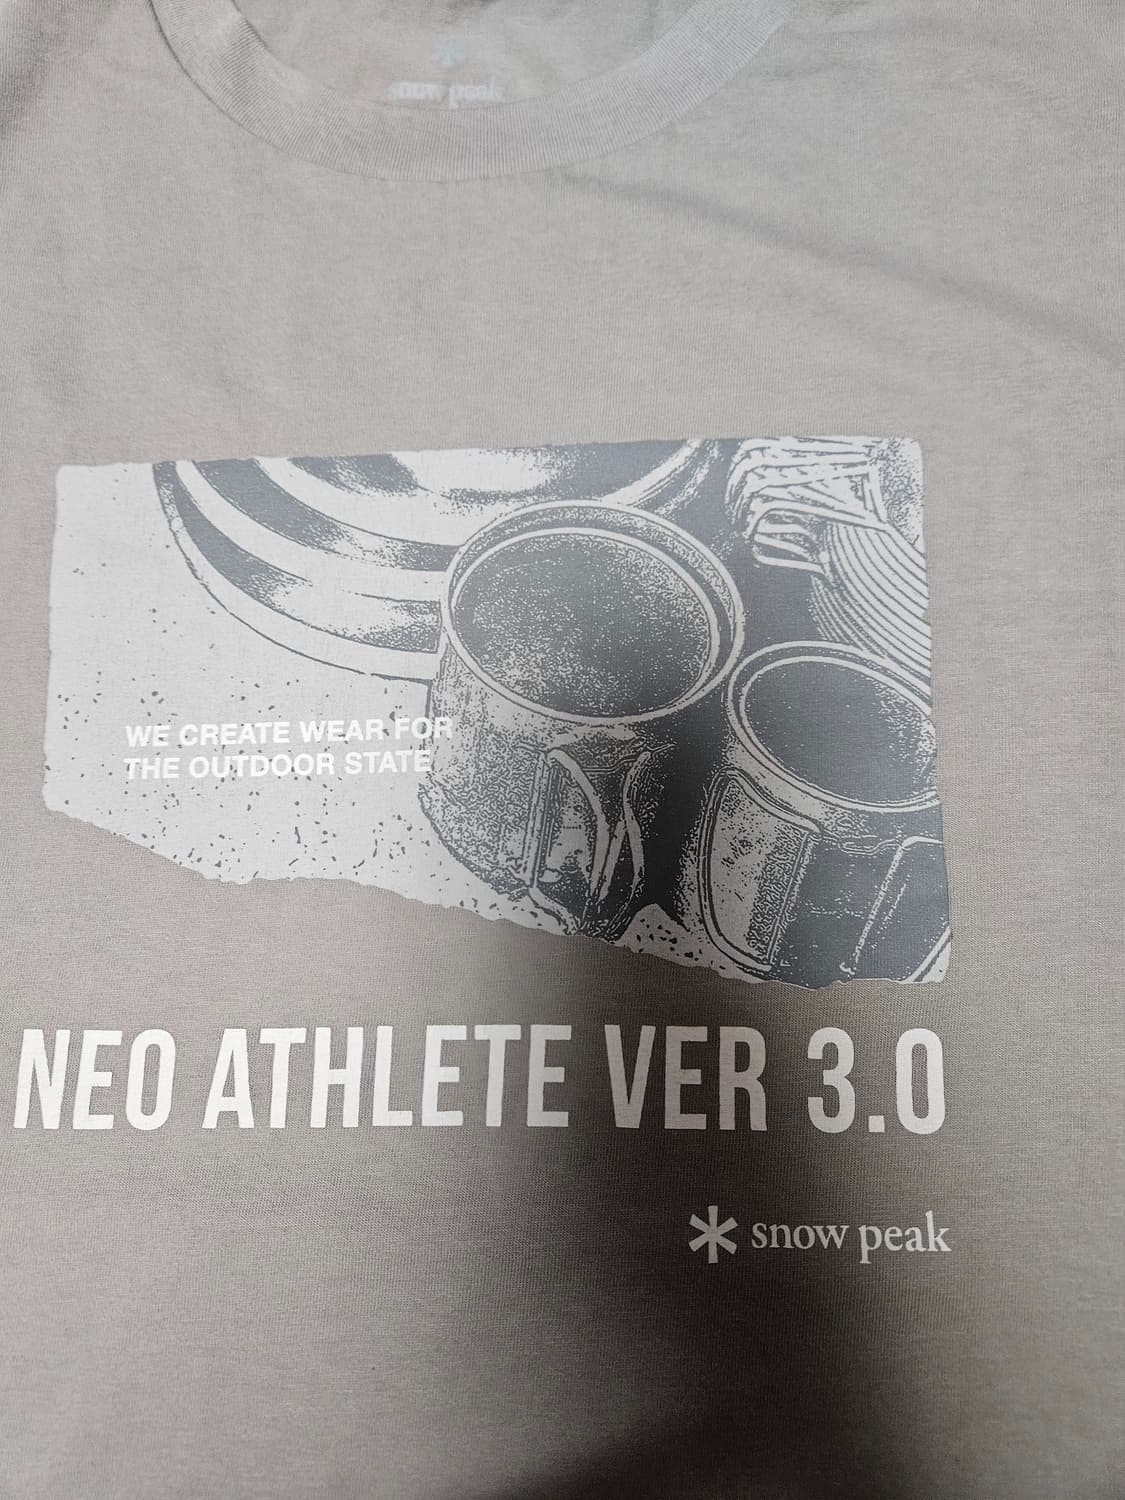 snow peak
WE CREATE WEAR FOR
THE OUTDOOR STATE
NEO ATHLETE VER 3.0
snow peak